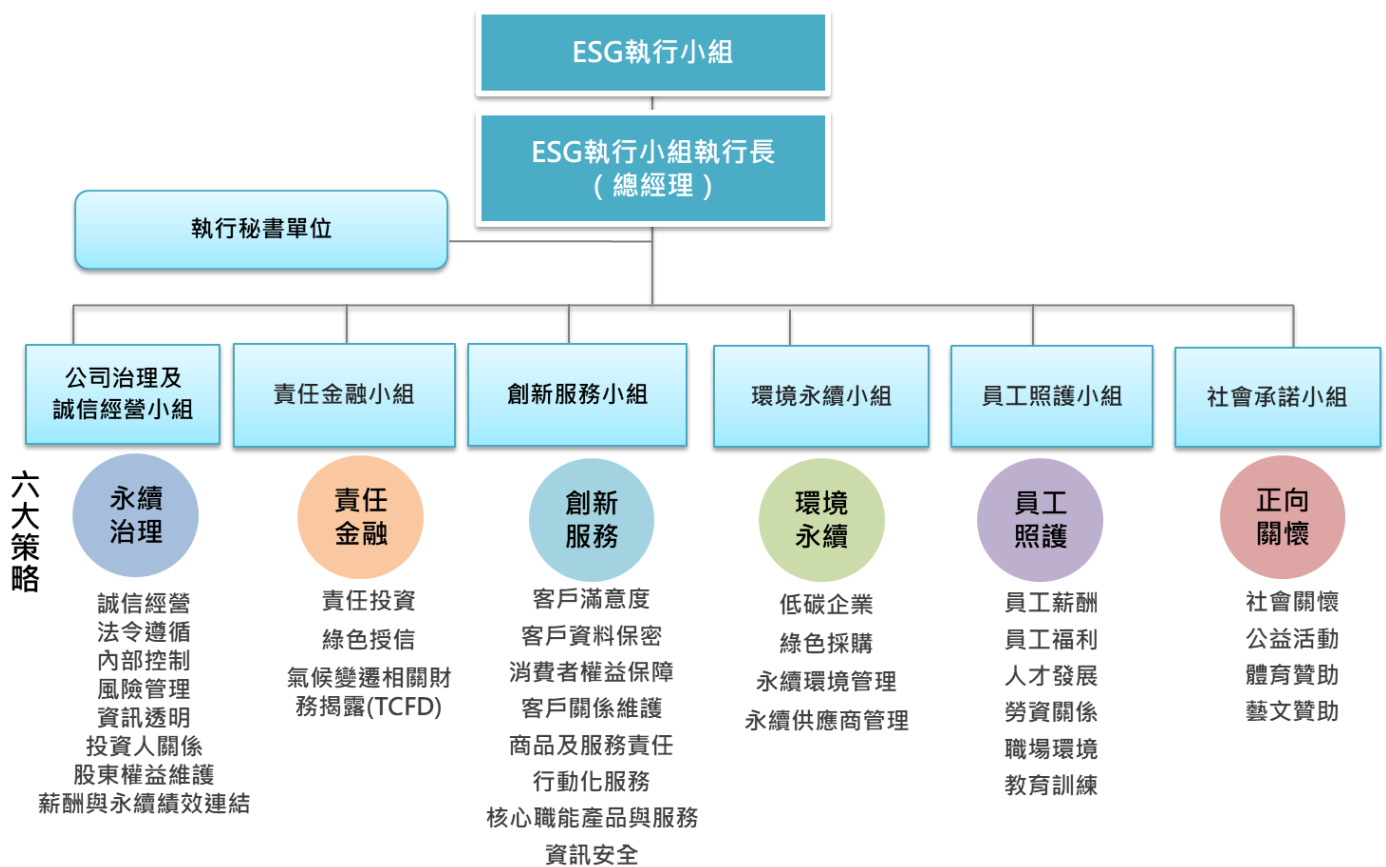 ESG執行小組
ESG執行小組執行長
（總經理）
執行秘書單位
公司治理及
誠信經營小組
責任金融小組
創新服務小組
環境永續小組
員工照護小組
社會承諾小組
六大策略
永續
治理
誠信經營
法令遵循
內部控制
風險管理
資訊透明
投資人關係
股東權益維護
薪酬與永續績效連結
責任
金融
責任投資
綠色授信
氣候變遷相關財
務揭露(TCFD)
創新
服務
客戶滿意度
客戶資料保密
消費者權益保障
客戶關係維護
商品及服務責任
行動化服務
核心職能產品與服務
資訊安全
環境
永續
低碳企業
綠色採購
永續環境管理
永續供應商管理
員工
照護
員工薪酬
員工福利
人才發展
勞資關係
職場環境
教育訓練
正向
關懷
社會關懷
公益活動
體育贊助
藝文贊助